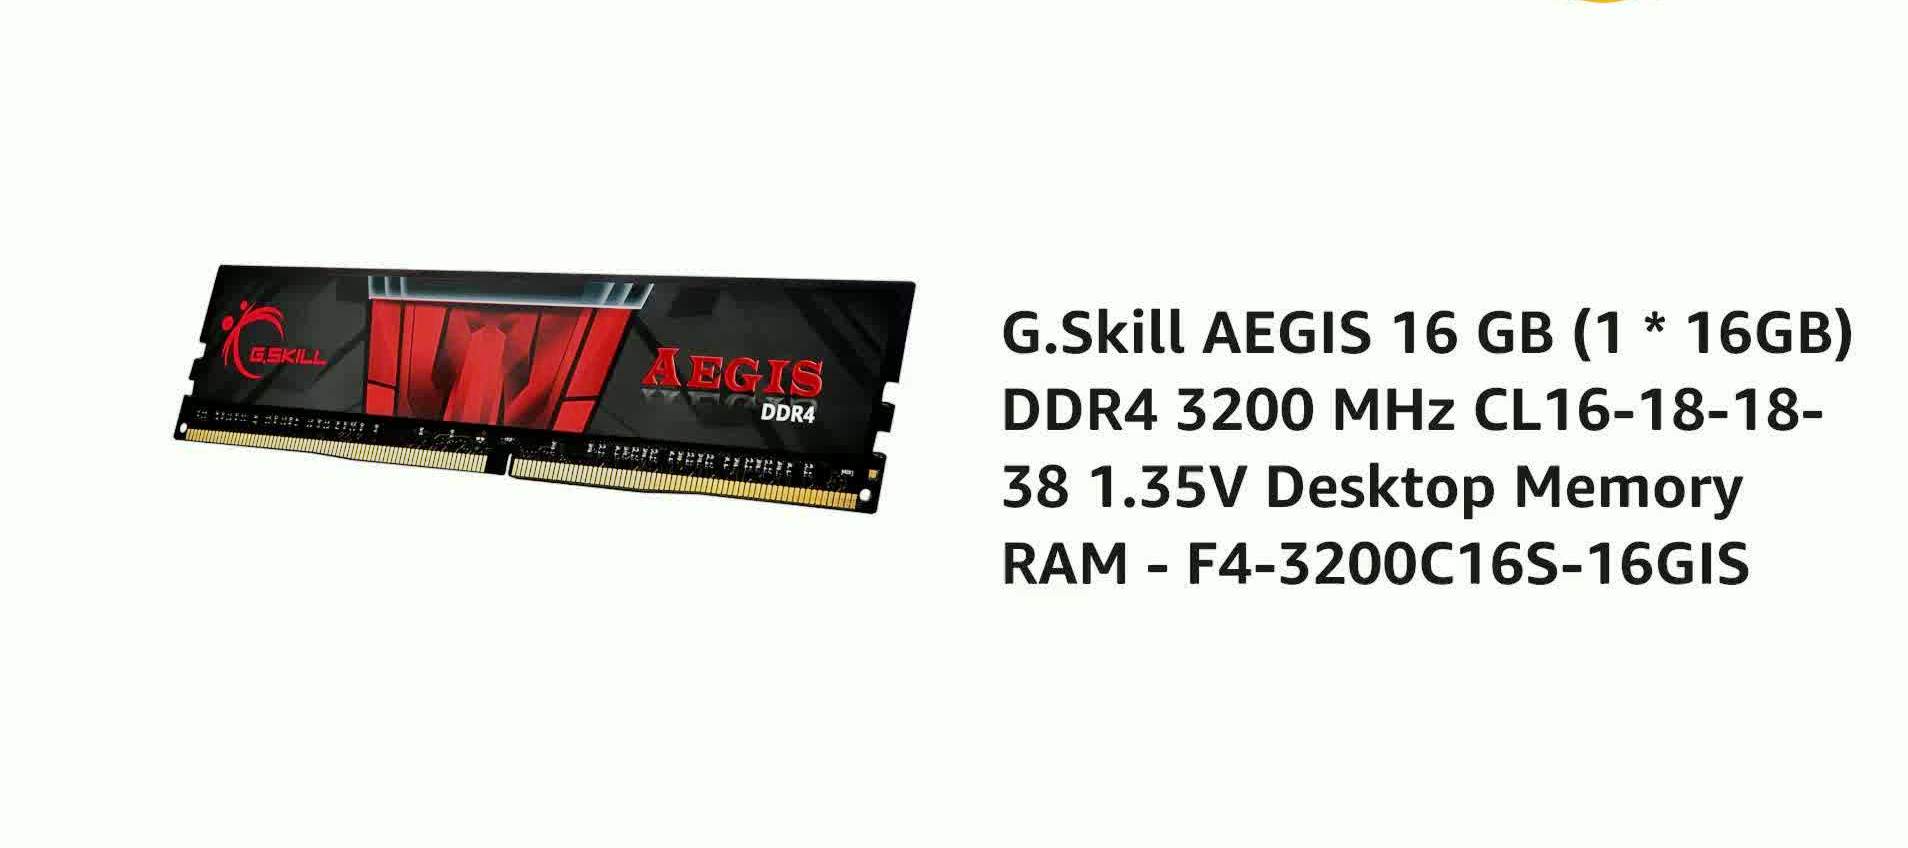 G.SKILL
AEGIS
DDR4
G.Skill AEGIS 16 GB (1 * 16GB)
DDR4 3200 MHz CL16-18-18-
38 1.35V Desktop Memory
RAM - F4-3200C16S-16GIS